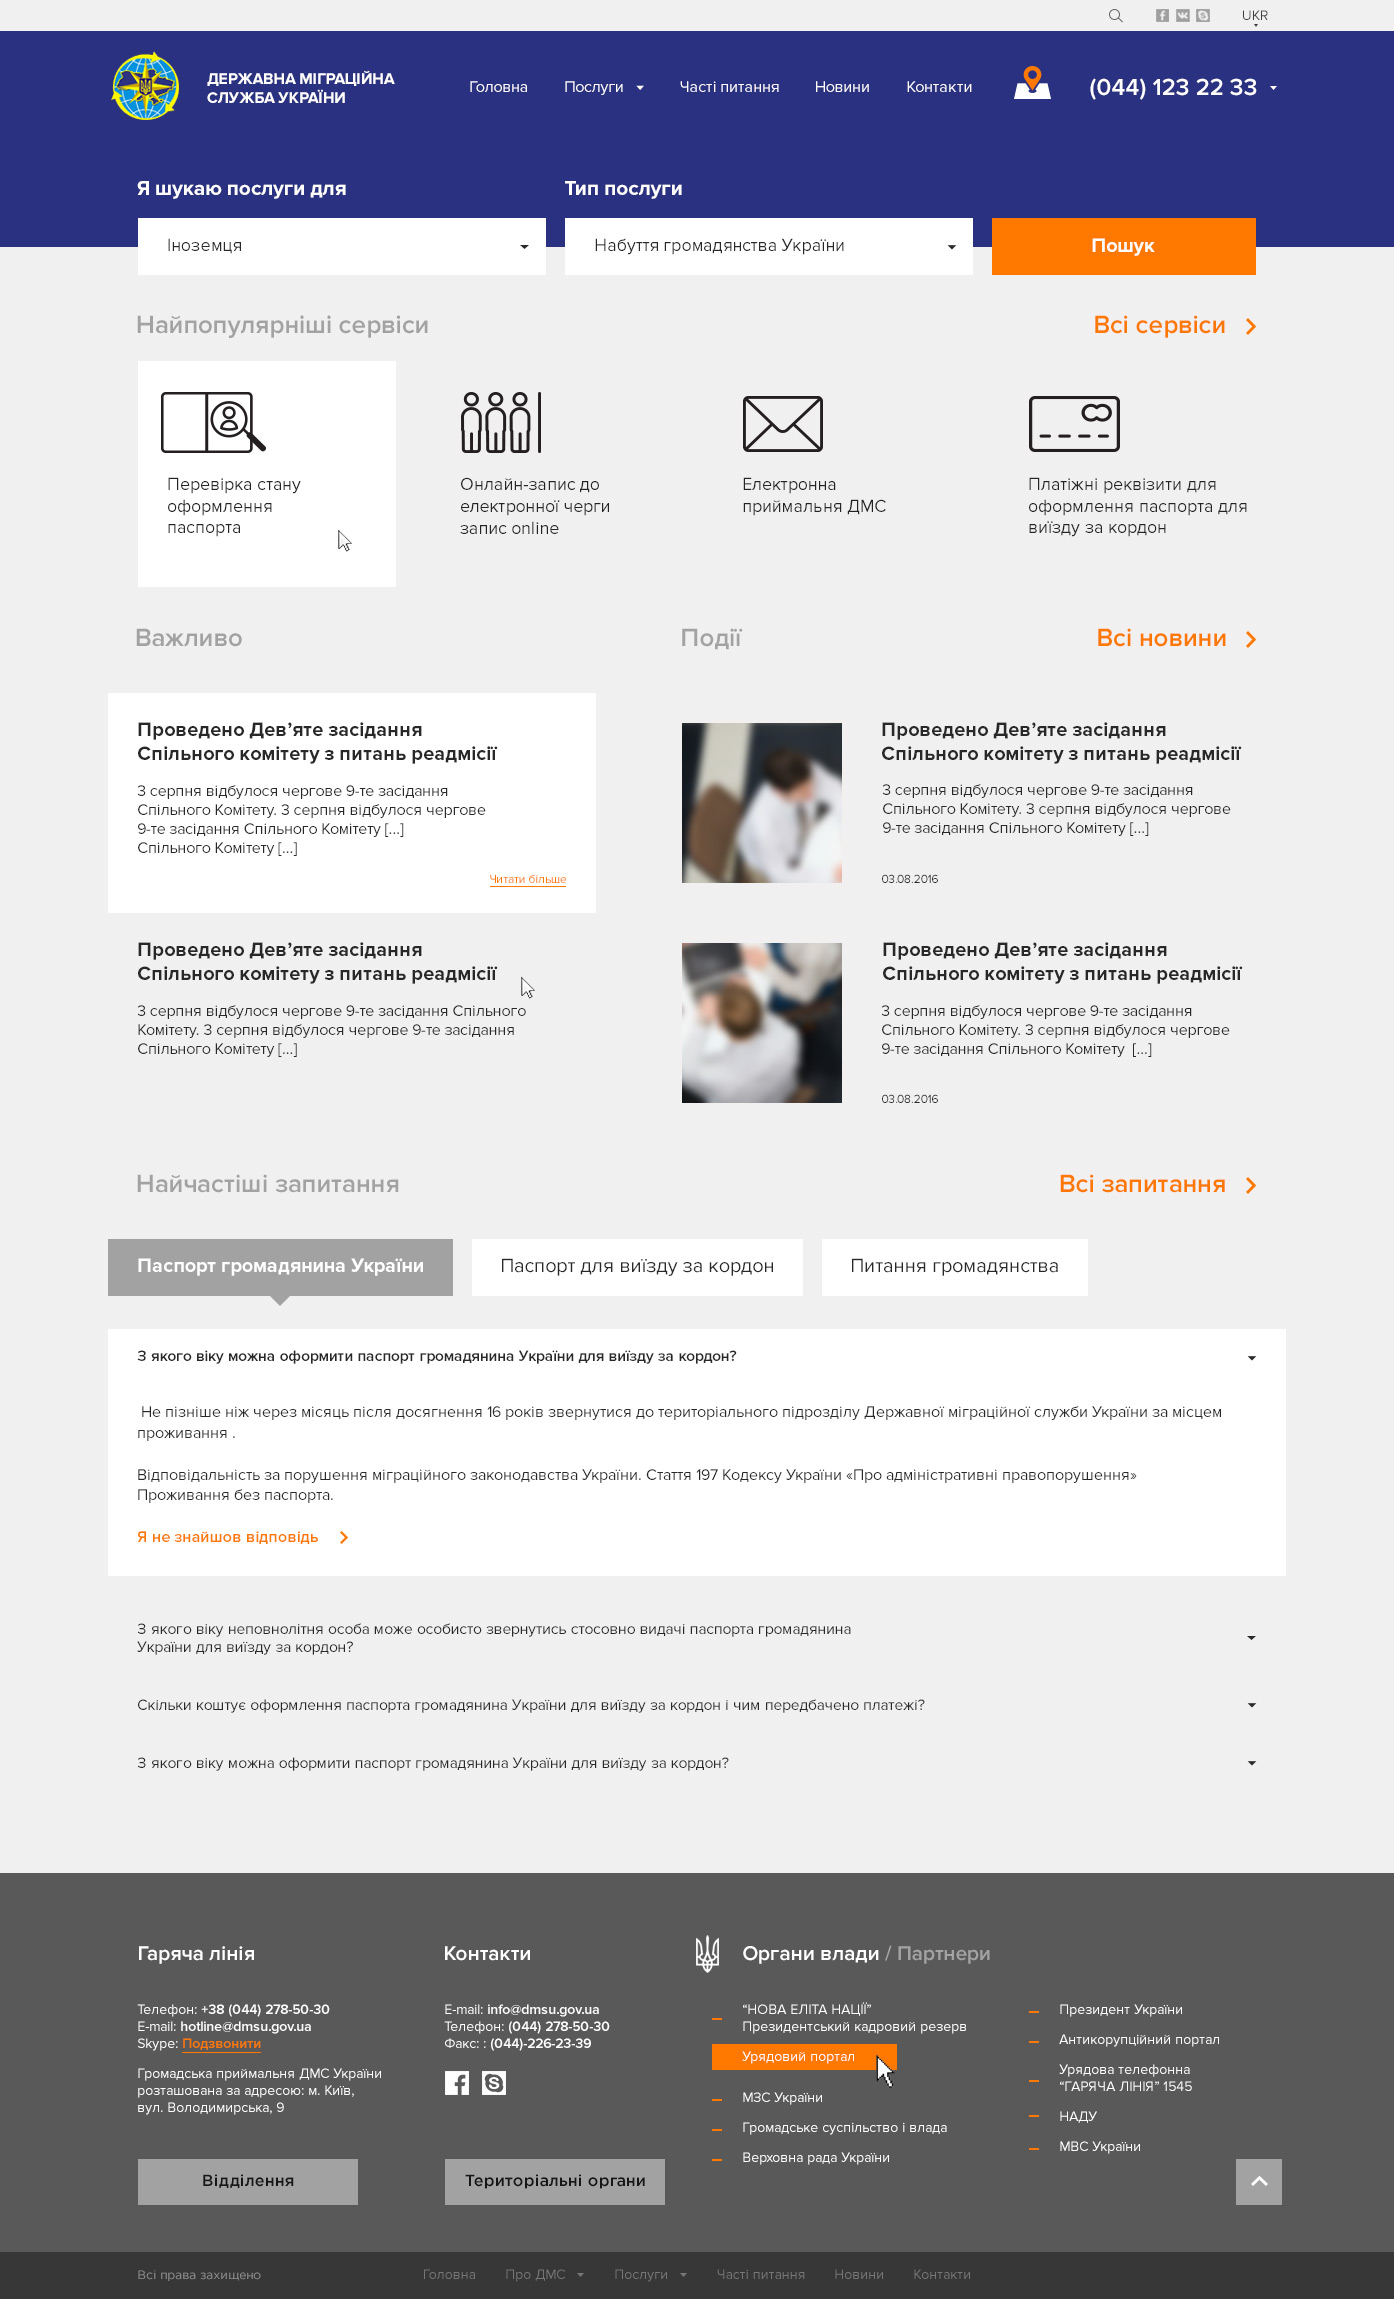 UKR
ДЕРЖАВНА МІГРАЦІЙНА
СЛУЖБА УКРАЇНИ
Головна
Послуги
Часті питання
Новини
Контакти
(044) 123 22 33
Я шукаю послуги для
Тип послуги
Іноземця
Набуття громадянства України
Пошук
Найпопулярніші сервіси
Всі сервіси
Перевірка стану
оформлення
паспорта
Онлайн-запис до
електронної черги
запис online
Електронна
приймальня ДМС
Платіжні реквізити для
оформлення паспорта для
виїзду за кордон
Важливо
Проведено Дев’яте засідання
Спільного комітету з питань реадмісії
3 серпня відбулося чергове 9-те засідання
Спільного Комітету. 3 серпня відбулося чергове
9-те засідання Спільного Комітету [...]
Спільного Комітету [...]
Читати більше
Проведено Дев’яте засідання
Спільного комітету з питань реадмісії
3 серпня відбулося чергове 9-те засідання Спільного
Комітету. 3 серпня відбулося чергове 9-те засідання
Спільного Комітету [...]
Події
Всі новини
Проведено Дев’яте засідання
Спільного комітету з питань реадмісії
3 серпня відбулося чергове 9-те засідання
Спільного Комітету. 3 серпня відбулося чергове
9-те засідання Спільного Комітету [...]
03.08.2016
Проведено Дев’яте засідання
Спільного комітету з питань реадмісії
3 серпня відбулося чергове 9-те засідання
Спільного Комітету. 3 серпня відбулося чергове
9-те засідання Спільного Комітету  [...]
03.08.2016
Найчастіші запитання
Всі запитання
Паспорт громадянина України
Паспорт для виїзду за кордон
Питання громадянства
З якого віку можна оформити паспорт громадянина України для виїзду за кордон?
Не пізніше ніж через місяць після досягнення 16 років звернутися до територіального підрозділу Державної міграційної служби України за місцем
проживання .
Відповідальність за порушення міграційного законодавства України. Стаття 197 Кодексу України «Про адміністративні правопорушення»
Проживання без паспорта.
Я не знайшов відповідь
З якого віку неповнолітня особа може особисто звернутись стосовно видачі паспорта громадянина
України для виїзду за кордон?
Скільки коштує оформлення паспорта громадянина України для виїзду за кордон і чим передбачено платежі?
З якого віку можна оформити паспорт громадянина України для виїзду за кордон?
Гаряча лінія
Телефон: +38 (044) 278-50-30
E-mail: hotline@dmsu.gov.ua
Skype: Подзвонити
Громадська приймальня ДМС України
розташована за адресою: м. Київ,
вул. Володимирська, 9
Відділення
Контакти
E-mail: info@dmsu.gov.ua
Телефон: (044) 278-50-30
Факс: : (044)-226-23-39
Територіальні органи
Органи влади / Партнери
“НОВА ЕЛІТА НАЦІЇ”
Президентський кадровий резерв
Урядовий портал
МЗС України
Громадське суспільство і влада
Верховна рада України
Президент України
Антикорупційний портал
Урядова телефонна
“ГАРЯЧА ЛІНІЯ” 1545
НАДУ
МВС України
Всі права захищено
Головна
Про ДМС
Послуги
Часті питання
Новини
Контакти